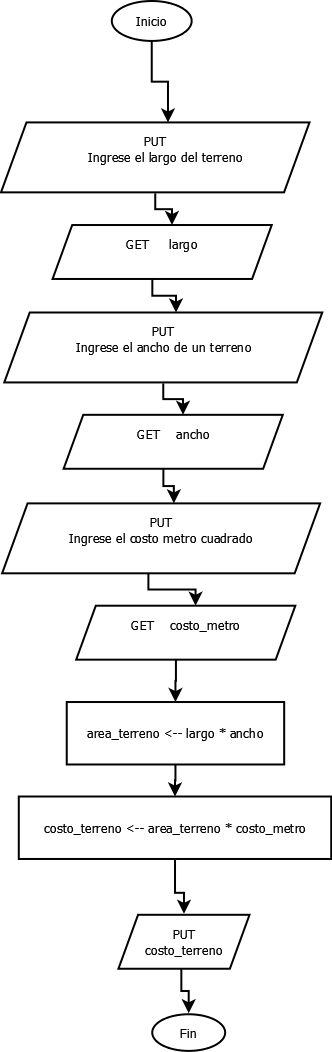 Inicio
PUT
Ingrese el largo del terreno
GET largo
PUT
Ingrese el ancho de un terreno
GET ancho
PUT
Ingrese el costo metro cuadrado
GET costo_metro
area_terreno <-- largo * ancho
costo_terreno <-- area_terreno * costo_metro
PUT
costo_terreno
Fin